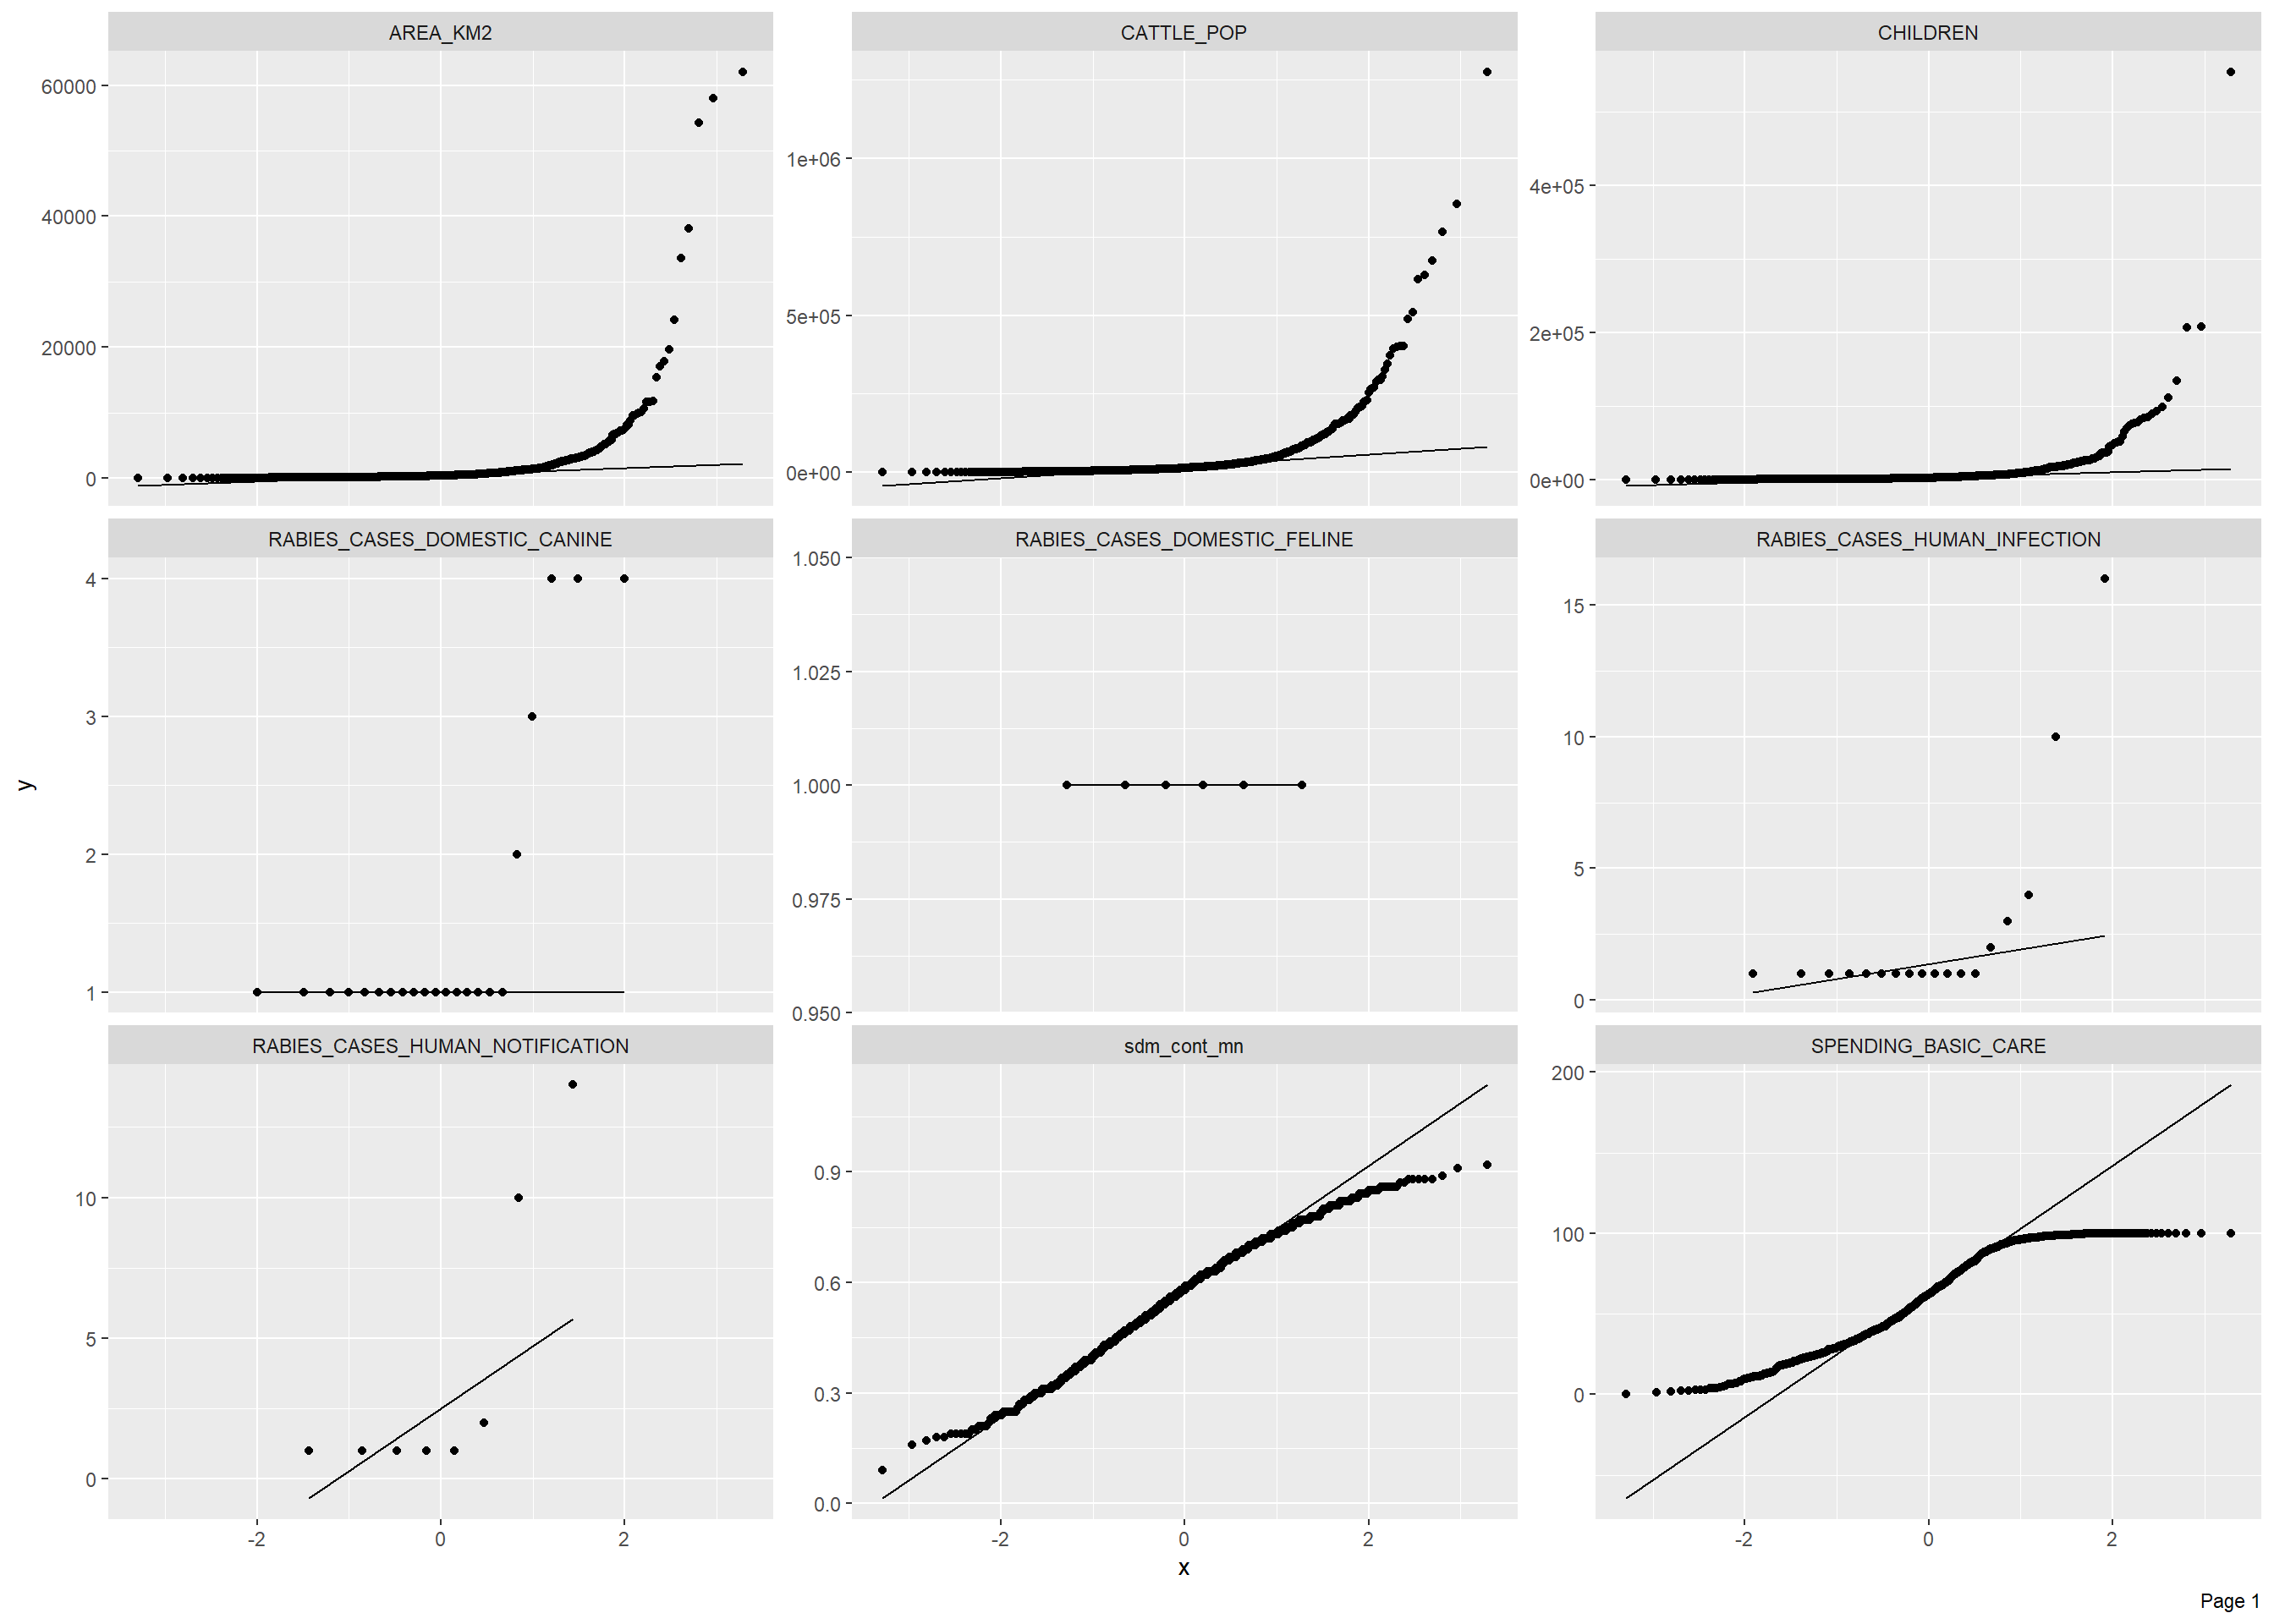 AREA_KM2
CATTLE_POP
CHILDREN
60000
40000
20000
0
1e+06
5e+05
0e+00
4e+05
2e+05
0e+00
RABIES_CASES_DOMESTIC_CANINE
RABIES_CASES_DOMESTIC_FELINE
RABIES_CASES_HUMAN_INFECTION
4
3
2
1
1.050
1.025
1.000
0.975
0.950
15
10
5
0
y
RABIES_CASES_HUMAN_NOTIFICATION
sdm_cont_mn
SPENDING_BASIC_CARE
10
5
0
0.9
0.6
0.3
0.0
200
100
0
-2 0 2
-2 0 2
-2 0 2
x
Page 1